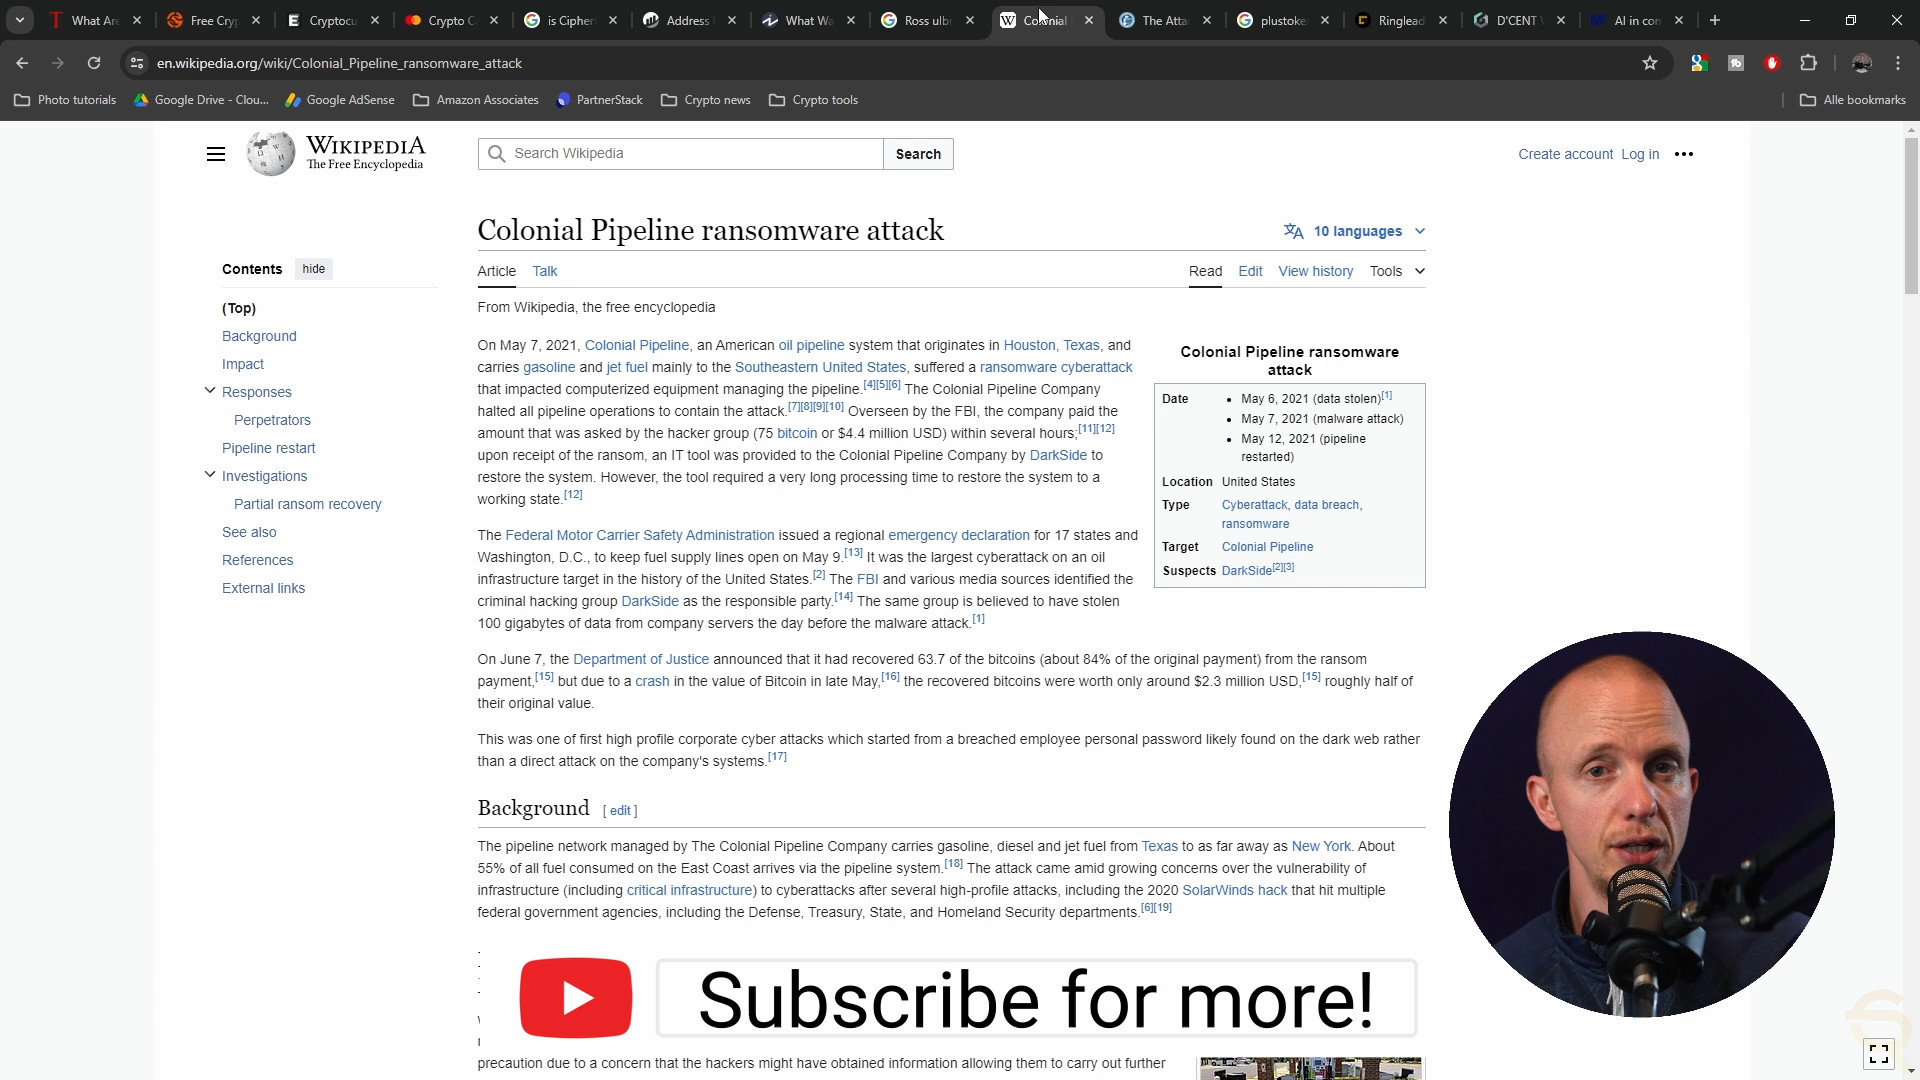 What Are
Free Cryp
Cryptocu
Crypto C
is Cipher
Address
What Wa
Ross ulb
Colonial
The Atta
plustoke
Ringlead
D'CENT
AI in con
en.wikipedia.org/wiki/Colonial_Pipeline_ransomware_attack
Photo tutorials
Google Drive - Clou...
Google AdSense
Amazon Associates
PartnerStack
Crypto news
Crypto tools
Alle bookmarks
WIKIPEDIA
The Free Encyclopedia
Search Wikipedia
Search
Create account
Log in
Colonial Pipeline ransomware attack
10 languages
Contents
hide
Article
Talk
Read
Edit
View history
Tools
(Top)
Background
Impact
Responses
Perpetrators
Pipeline restart
Investigations
Partial ransom recovery
See also
References
External links
From Wikipedia, the free encyclopedia
On May 7, 2021, Colonial Pipeline, an American oil pipeline system that originates in Houston, Texas, and
carries gasoline and jet fuel mainly to the Southeastern United States, suffered a ransomware cyberattack
that impacted computerized equipment managing the pipeline.[4][5][6] The Colonial Pipeline Company
halted all pipeline operations to contain the attack.[7][8][9][10] Overseen by the FBI, the company paid the
amount that was asked by the hacker group (75 bitcoin or $4.4 million USD) within several hours;[11][12]
upon receipt of the ransom, an IT tool was provided to the Colonial Pipeline Company by DarkSide to
restore the system. However, the tool required a very long processing time to restore the system to a
working state.[12]
Colonial Pipeline ransomware
attack
Date
May 6, 2021 (data stolen)[1]
May 7, 2021 (malware attack)
May 12, 2021 (pipeline
restarted)
Location United States
Type Cyberattack, data breach,
ransomware
Target Colonial Pipeline
Suspects DarkSide[2][3]
The Federal Motor Carrier Safety Administration issued a regional emergency declaration for 17 states and
Washington, D.C., to keep fuel supply lines open on May 9.[13] It was the largest cyberattack on an oil
infrastructure target in the history of the United States.[2] The FBI and various media sources identified the
criminal hacking group DarkSide as the responsible party.[14] The same group is believed to have stolen
100 gigabytes of data from company servers the day before the malware attack.[1]
On June 7, the Department of Justice announced that it had recovered 63.7 of the bitcoins (about 84% of the original payment) from the ransom
payment,[15] but due to a crash in the value of Bitcoin in late May,[16] the recovered bitcoins were worth only around $2.3 million USD,[15] roughly half of
their original value.
This was one of first high profile corporate cyber attacks which started from a breached employee personal password likely found on the dark web rather
than a direct attack on the company's systems.[17]
Background [ edit ]
The pipeline network managed by The Colonial Pipeline Company carries gasoline, diesel and jet fuel from Texas to as far away as New York. About
55% of all fuel consumed on the East Coast arrives via the pipeline system.[18] The attack came amid growing concerns over the vulnerability of
infrastructure (including critical infrastructure) to cyberattacks after several high-profile attacks, including the 2020 SolarWinds hack that hit multiple
federal government agencies, including the Defense, Treasury, State, and Homeland Security departments.[6][19]
Subscribe for more!
precaution due to a concern that the hackers might have obtained information allowing them to carry out further